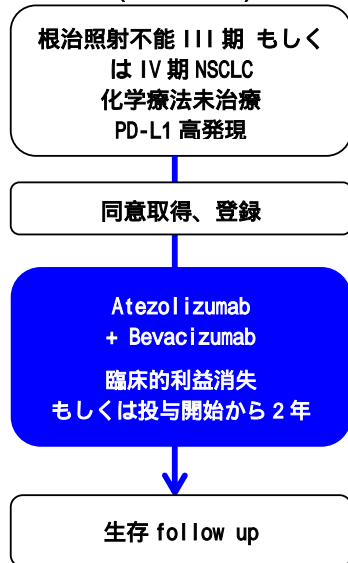 根治照射不能 III 期 もしく
は IV 期 NSCLC
化学療法未治療
PD-L1 高発現
同意取得、登録
Atezolizumab
+ Bevacizumab
臨床的利益消失
もしくは投与開始から 2 年
生存 follow up